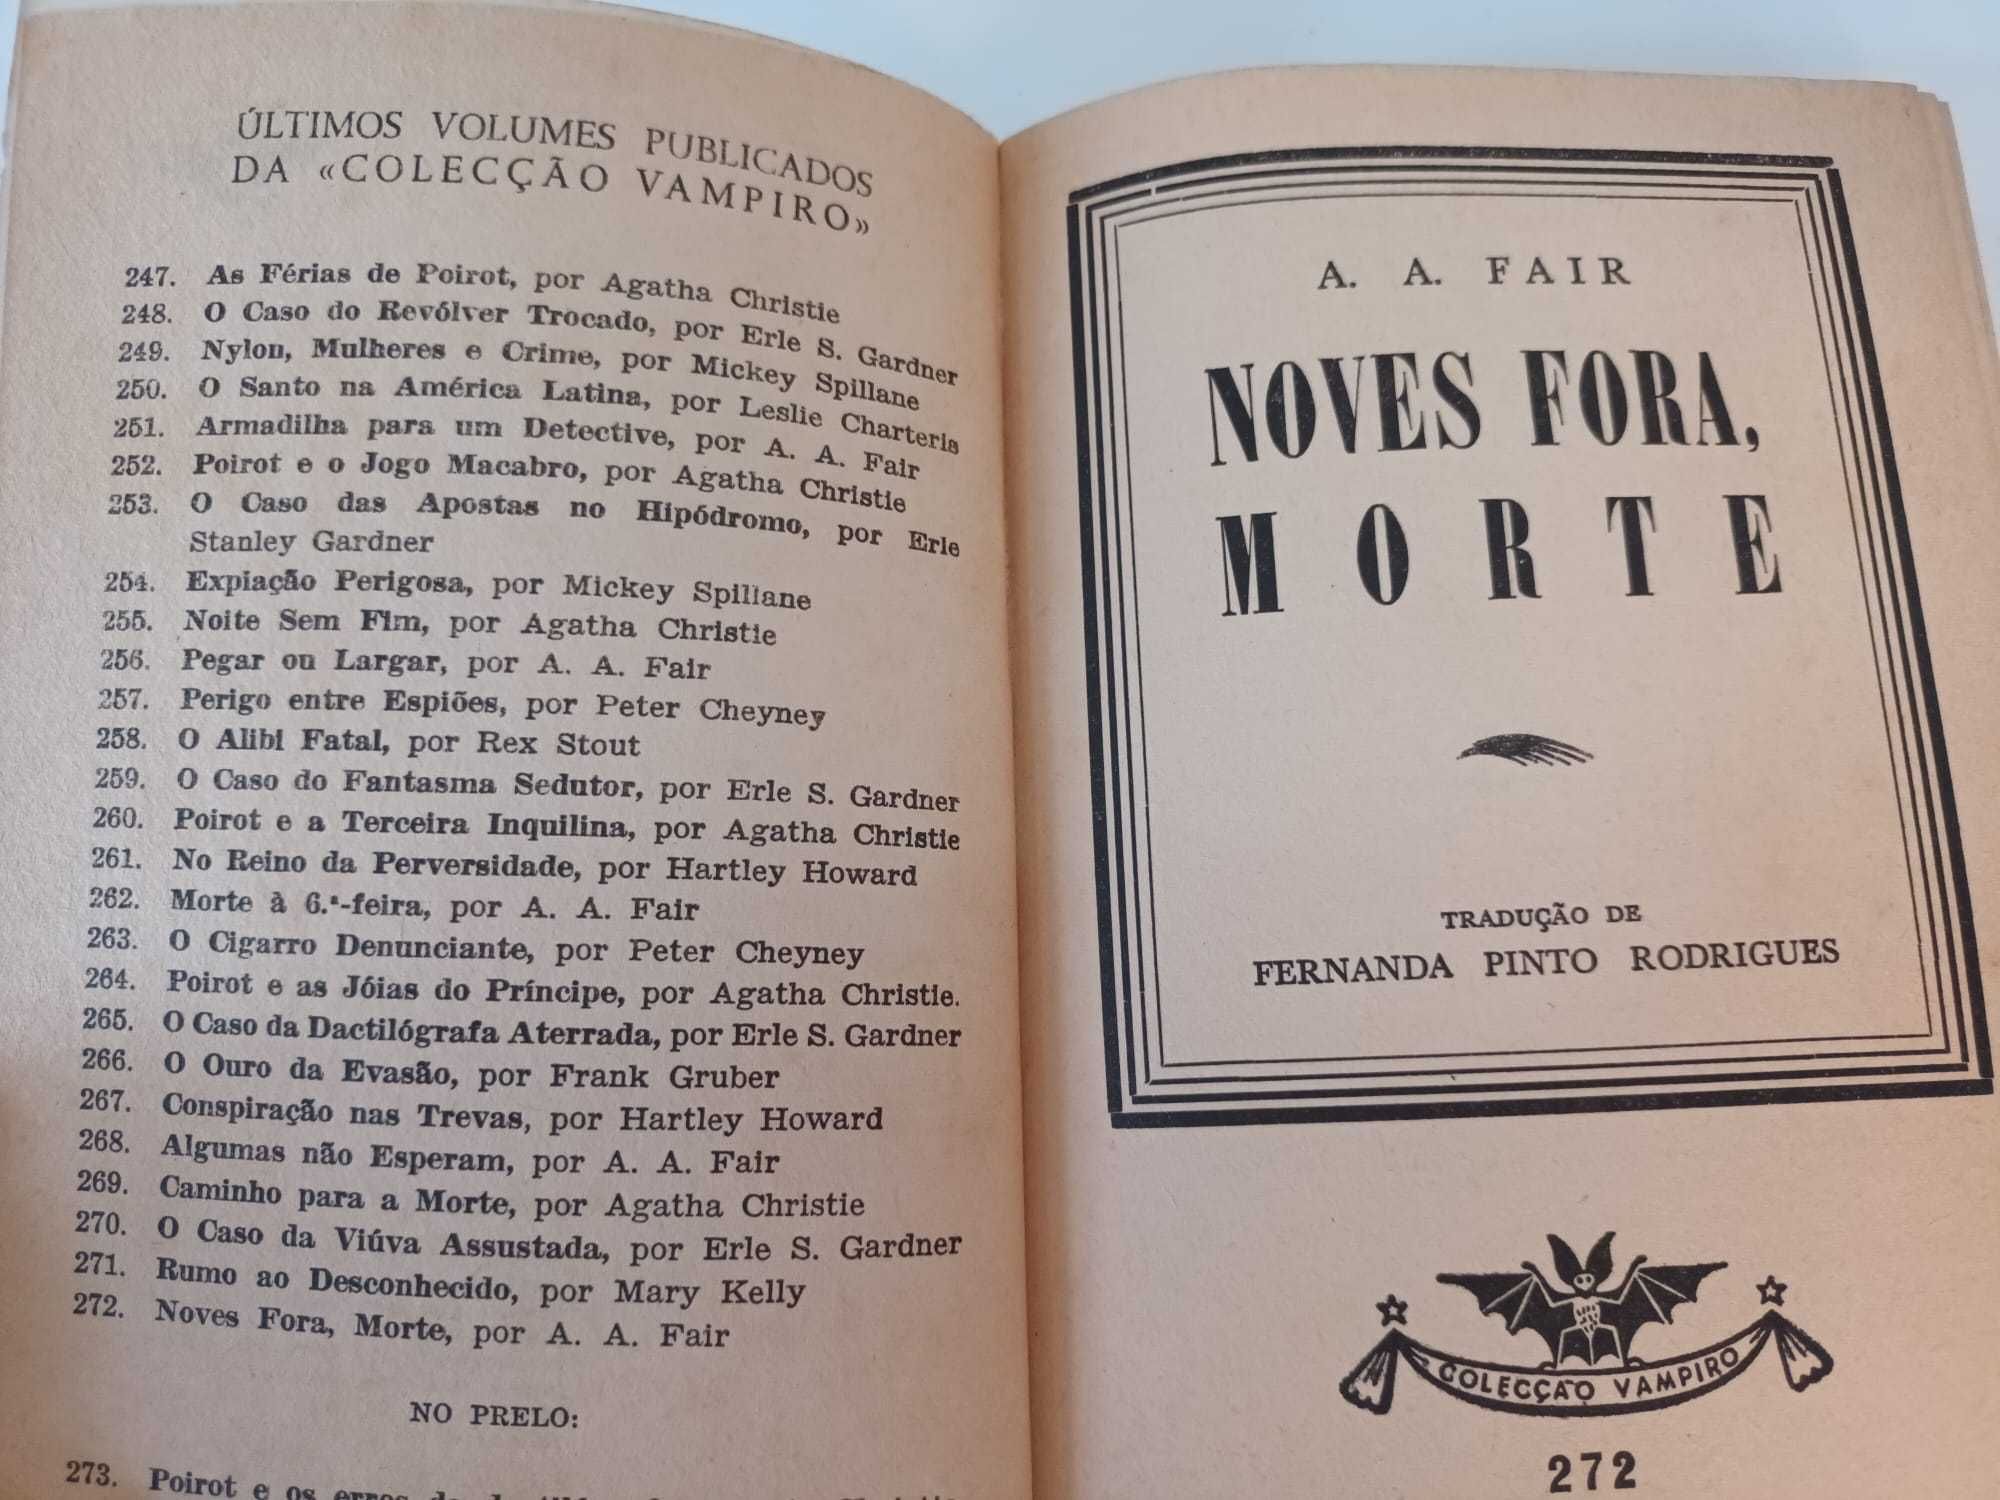 ÚLTIMOS VOLUMES PUBLICADOS
DA «COLECÇÃO VAMPIRO»
247. As Férias de Poirot, por Agatha Christie
248. O Caso do Revólver Trocado, por Erle S. Gardner
249. Nylon, Mulheres e Crime, por Mickey Spillane
250. O Santo na América Latina, por Leslie Charteris
251. Armadilha para um Detective, por A. A. Fair
252. Poirot e o Jogo Macabro, por Agatha Christie
253. O Caso das Apostas no Hipódromo, por Erle
Stanley Gardner
254. Expiação Perigosa, por Mickey Spillane
255. Noite Sem Fim, por Agatha Christie
256. Pegar ou Largar, por A. A. Fair
257. Perigo entre Espiões, por Peter Cheyney
258. O Alibi Fatal, por Rex Stout
259. O Caso do Fantasma Sedutor, por Erle S. Gardner
260. Poirot e a Terceira Inquilina, por Agatha Christie
261. No Reino da Perversidade, por Hartley Howard
262. Morte à 6.ª-feira, por A. A. Fair
263. O Cigarro Denunciante, por Peter Cheyney
264. Poirot e as Jóias do Príncipe, por Agatha Christie.
265. O Caso da Dactilógrafa Aterrada, por Erle S. Gardner
266. O Ouro da Evasão, por Frank Gruber
267. Conspiração nas Trevas, por Hartley Howard
268. Algumas não Esperam, por A. A. Fair
269. Caminho para a Morte, por Agatha Christie
270. O Caso da Viúva Assustada, por Erle S. Gardner
271. Rumo ao Desconhecido, por Mary Kelly
272. Noves Fora, Morte, por A. A. Fair
NO PRELO:
273. Poirot e os erros da
A. A. FAIR
NOVES FORA,
MORTE
TRADUÇÃO DE
FERNANDA PINTO RODRIGUES
COLECÇÃO VAMPIRO
272